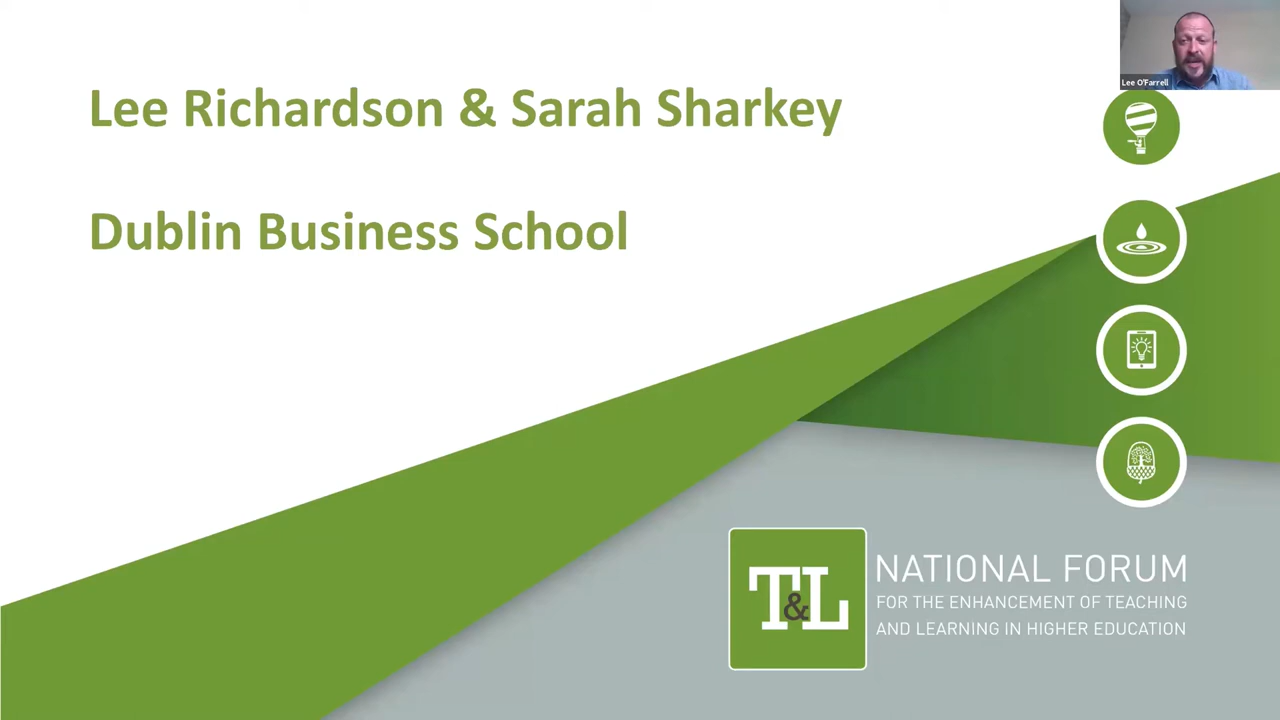 Lee Richardson & Sarah Sharkey
Lee O'Farrell
Dublin Business School
T&L
NATIONAL FORUM
FOR THE ENHANCEMENT OF TEACHING
AND LEARNING IN HIGHER EDUCATION